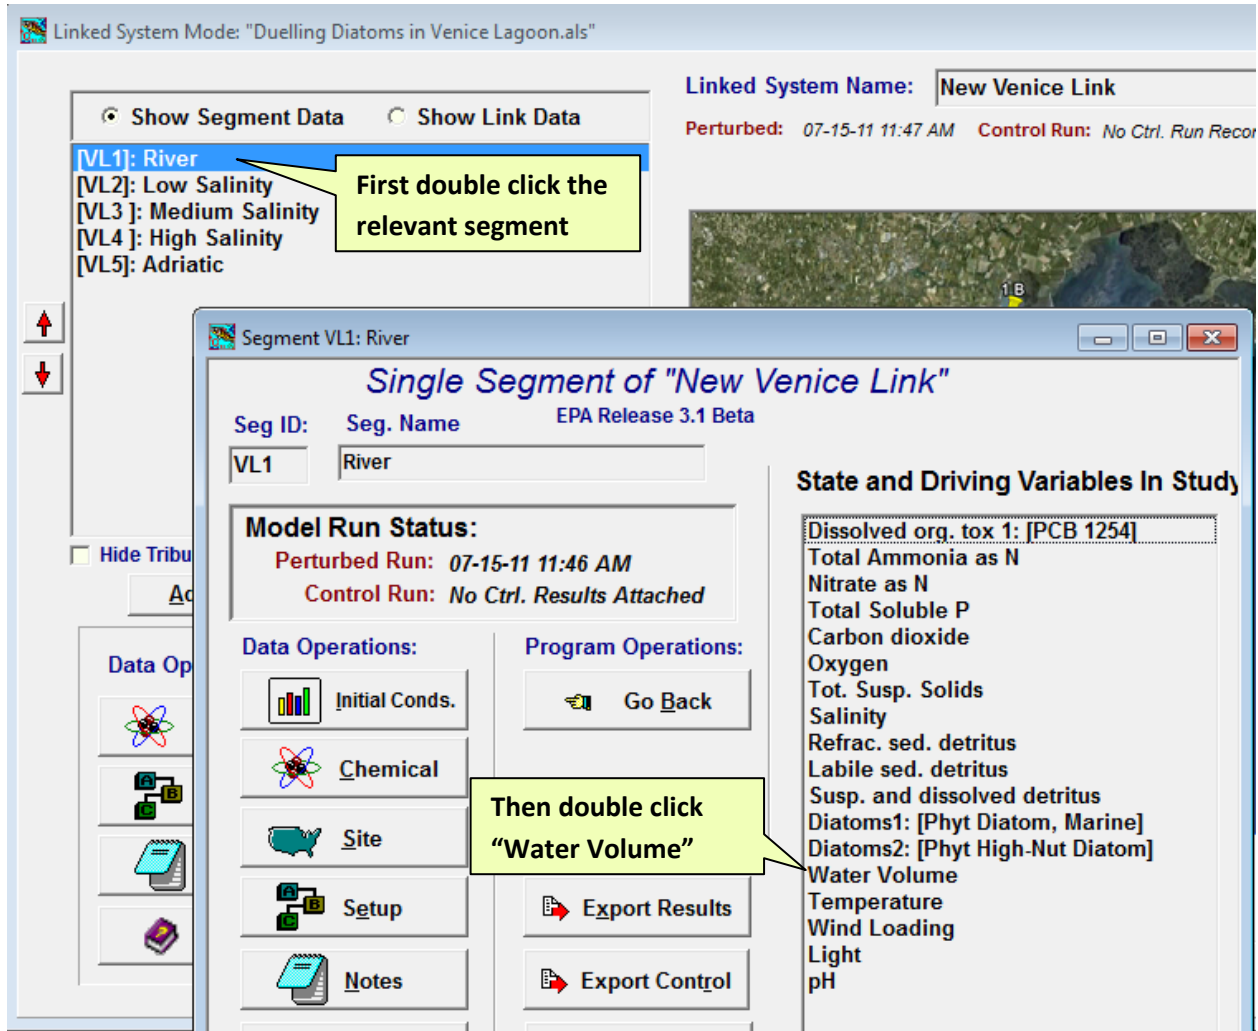 Linked System Mode: "Duelling Diatoms in Venice Lagoon.als"
Linked System Name: New Venice Link
Show Segment Data Show Link Data
Perturbed: 07-15-11 11:47 AM Control Run: No Ctrl. Run Recor
[VL1]: River
[VL2]: Low Salinity
[VL3 ]: Medium Salinity
[VL4 ]: High Salinity
[VL5]: Adriatic
First double click the
relevant segment
1 B
Hide Tribu
Ad
Data Op
Segment VL1: River
Single Segment of "New Venice Link"
EPA Release 3.1 Beta
Seg ID: Seg. Name
VL1 River
Model Run Status:
Perturbed Run: 07-15-11 11:46 AM
Control Run: No Ctrl. Results Attached
Data Operations:
Initial Conds.
Chemical
Site
Setup
Notes
Program Operations:
Go Back
Then double click
“Water Volume”
Export Results
Export Control
State and Driving Variables In Study
Dissolved org. tox 1: [PCB 1254]
Total Ammonia as N
Nitrate as N
Total Soluble P
Carbon dioxide
Oxygen
Tot. Susp. Solids
Salinity
Refrac. sed. detritus
Labile sed. detritus
Susp. and dissolved detritus
Diatoms1: [Phyt Diatom, Marine]
Diatoms2: [Phyt High-Nut Diatom]
Water Volume
Temperature
Wind Loading
Light
pH